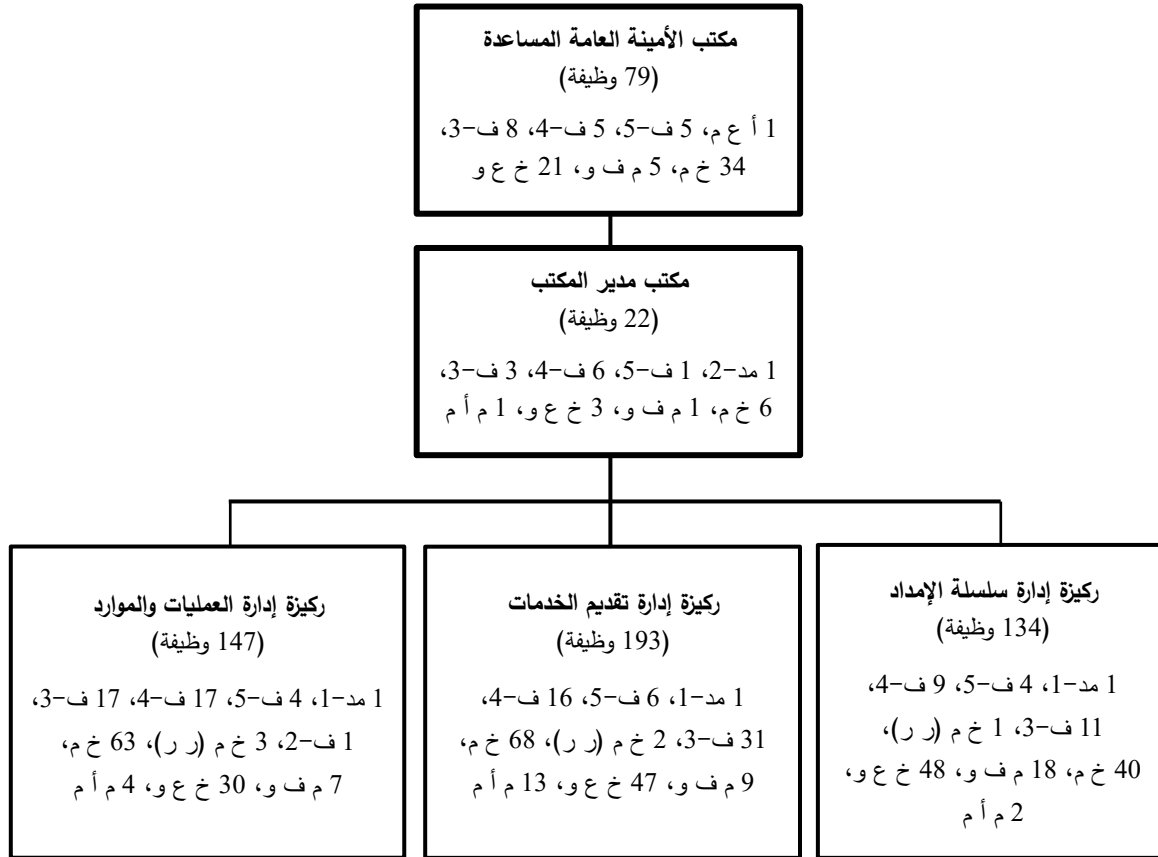 مكتب الأمينة العامة المساعدة
(79 وظيفة)
1 أ ع م، 5 ف-5، 5 ف-4، 8 ف-3،
34 خ م، 5 م ف و، 21 خ ع و
مكتب مدير المكتب
(22 وظيفة)
1 مد-2، 1 ف-5، 6 ف-4، 3 ف-3،
6 خ م، 1 م ف و، 3 خ ع و، 1 م أ م
ركيزة إدارة سلسلة الإمداد
(134 وظيفة)
1 مد-1، 4 ف-5، 9 ف-4،
11 ف-3، 1 خ م (ر ر)،
40 خ م، 18 م ف و، 48 خ ع و،
2 م أ م
ركيزة إدارة تقديم الخدمات
(193 وظيفة)
1 مد-1، 6 ف-5، 16 ف-4،
31 ف-3، 2 خ م (ر ر)، 68 خ م،
9 م ف و، 47 خ ع و، 13 م أ م
ركيزة إدارة العمليات والموارد
(147 وظيفة)
1 مد-1، 4 ف-5، 17 ف-4، 17 ف-3،
1 ف-2، 3 خ م (ر ر)، 63 خ م،
7 م ف و، 30 خ ع و، 4 م أ م